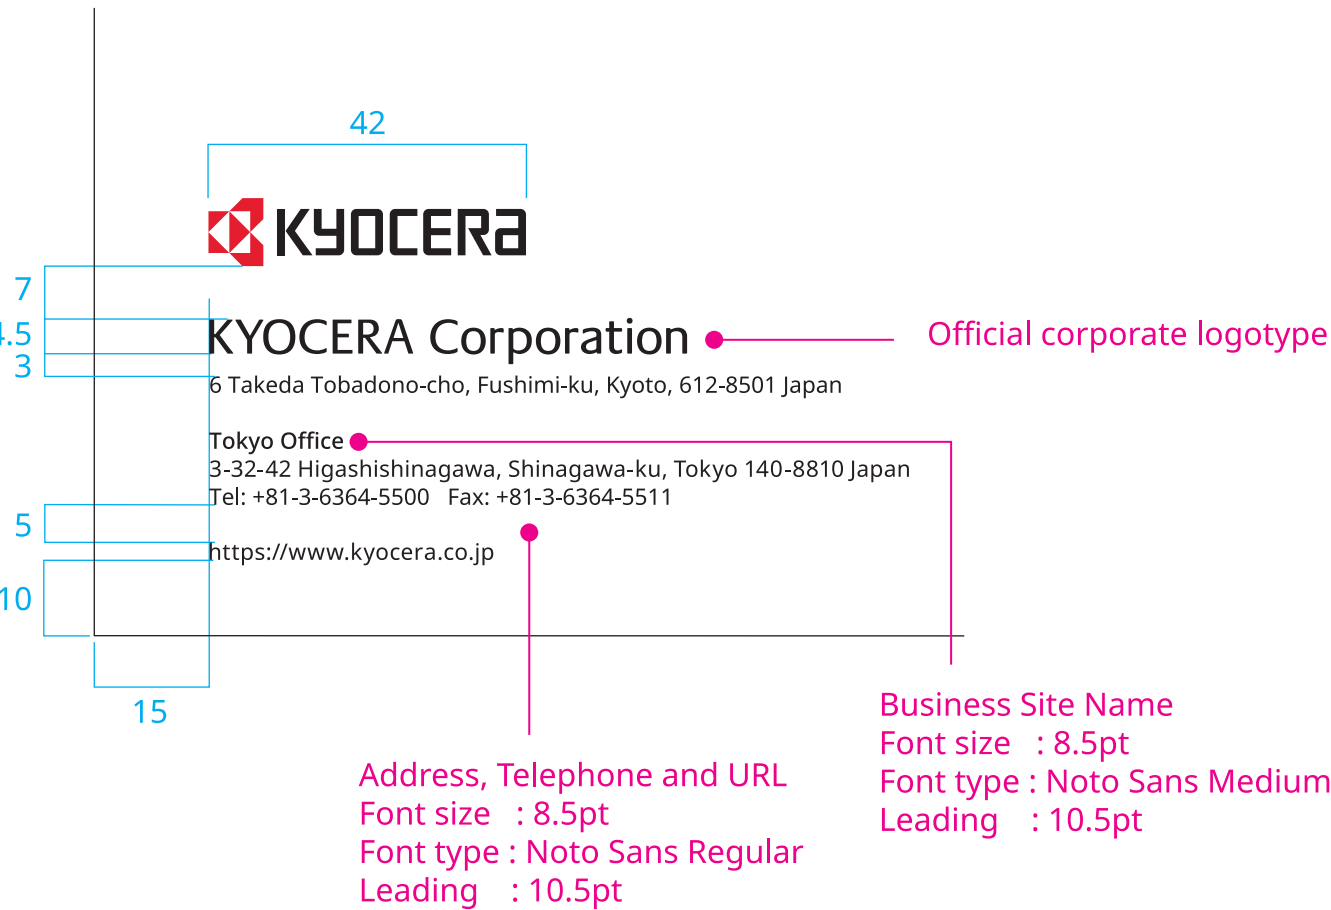 42
KYOCERA
7
4.5
3
KYOCERA Corporation
Official corporate logotype
6 Takeda Tobadono-cho, Fushimi-ku, Kyoto, 612-8501 Japan
Tokyo Office
3-32-42 Higashishinagawa, Shinagawa-ku, Tokyo 140-8810 Japan
Tel: +81-3-6364-5500   Fax: +81-3-6364-5511
5
https://www.kyocera.co.jp
10
15
Business Site Name
Font size : 8.5pt
Font type : Noto Sans Medium
Leading : 10.5pt
Address, Telephone and URL
Font size : 8.5pt
Font type : Noto Sans Regular
Leading : 10.5pt